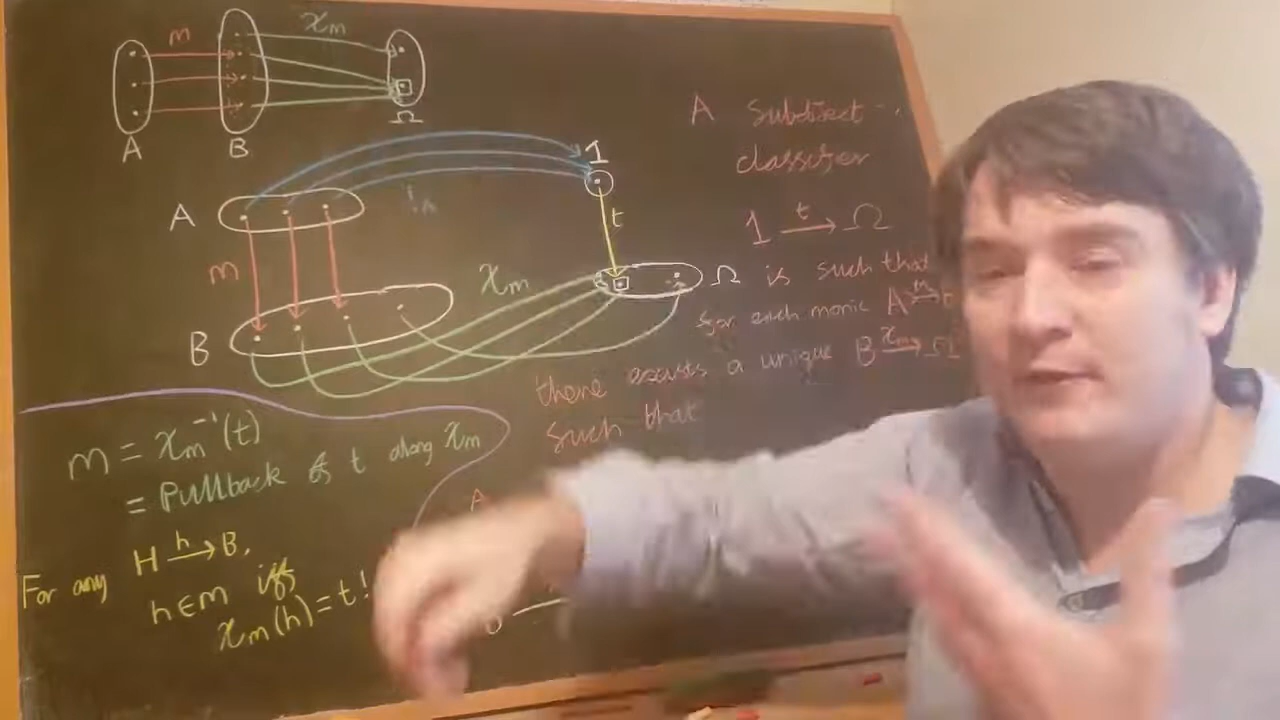 m
χm
A
B
Ω
1
A
!A
t
m
χm
Ω
B
A subobject
classifier
1 t→ Ω
is such that
for each monic A m→
there exists a unique B χm→ Ω
such that
A
m = χm⁻¹(t)
= Pullback of t along χm
For any H h→ B,
h ∈ m iff
χm(h) = t!